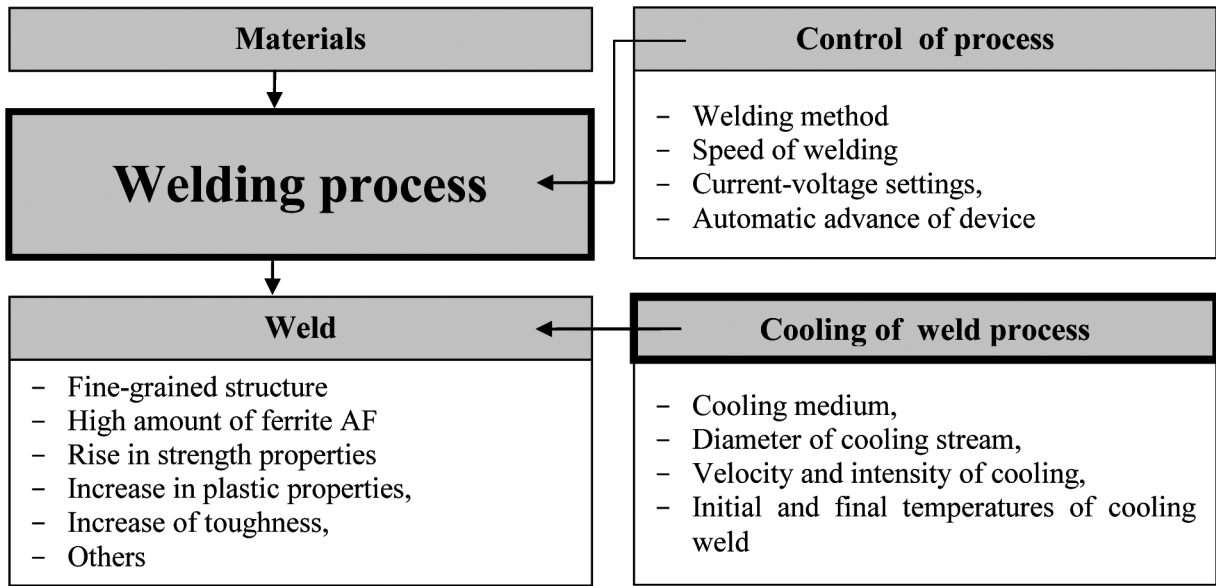 Materials
Welding process
Control of process
– Welding method
– Speed of welding
– Current-voltage settings,
– Automatic advance of device
Weld
– Fine-grained structure
– High amount of ferrite AF
– Rise in strength properties
– Increase in plastic properties,
– Increase of toughness,
– Others
Cooling of weld process
– Cooling medium,
– Diameter of cooling stream,
– Velocity and intensity of cooling,
– Initial and final temperatures of cooling
weld